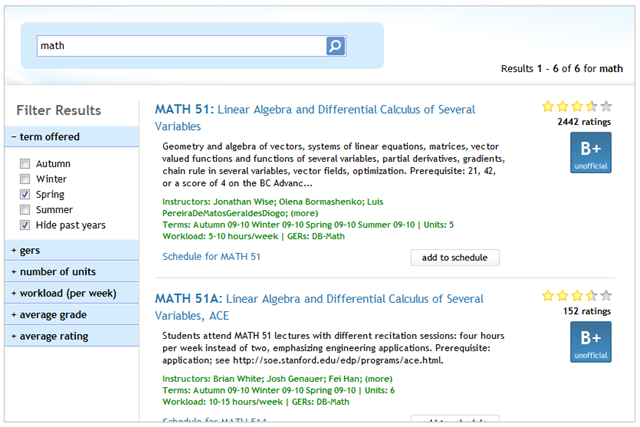 math
Results 1 - 6 of 6 for math
Filter Results
– term offered
Autumn
Winter
Spring
Summer
Hide past years
+ gers
+ number of units
+ workload (per week)
+ average grade
+ average rating
MATH 51: Linear Algebra and Differential Calculus of Several
Variables
2442 ratings
B+
unofficial
Geometry and algebra of vectors, systems of linear equations, matrices, vector
valued functions and functions of several variables, partial derivatives, gradients,
chain rule in several variables, vector fields, optimization. Prerequisite: 21, 42,
or a score of 4 on the BC Advanc...
Instructors: Jonathan Wise; Olena Bormashenko; Luis
PereiraDeMatosGeraldesDiogo; (more)
Terms: Autumn 09-10 Winter 09-10 Spring 09-10 Summer 09-10 | Units: 5
Workload: 5-10 hours/week | GERs: DB-Math
Schedule for MATH 51
add to schedule
MATH 51A: Linear Algebra and Differential Calculus of Several
Variables, ACE
152 ratings
B+
unofficial
Students attend MATH 51 lectures with different recitation sessions: four hours
per week instead of two, emphasizing engineering applications. Prerequisite:
application; see http://soe.stanford.edu/edp/programs/ace.html.
Instructors: Brian White; Josh Genauer; Fei Han; (more)
Terms: Autumn 09-10 Winter 09-10 Spring 09-10 | Units: 6
Workload: 10-15 hours/week | GERs: DB-Math
Schedule for MATH 51A
add to schedule